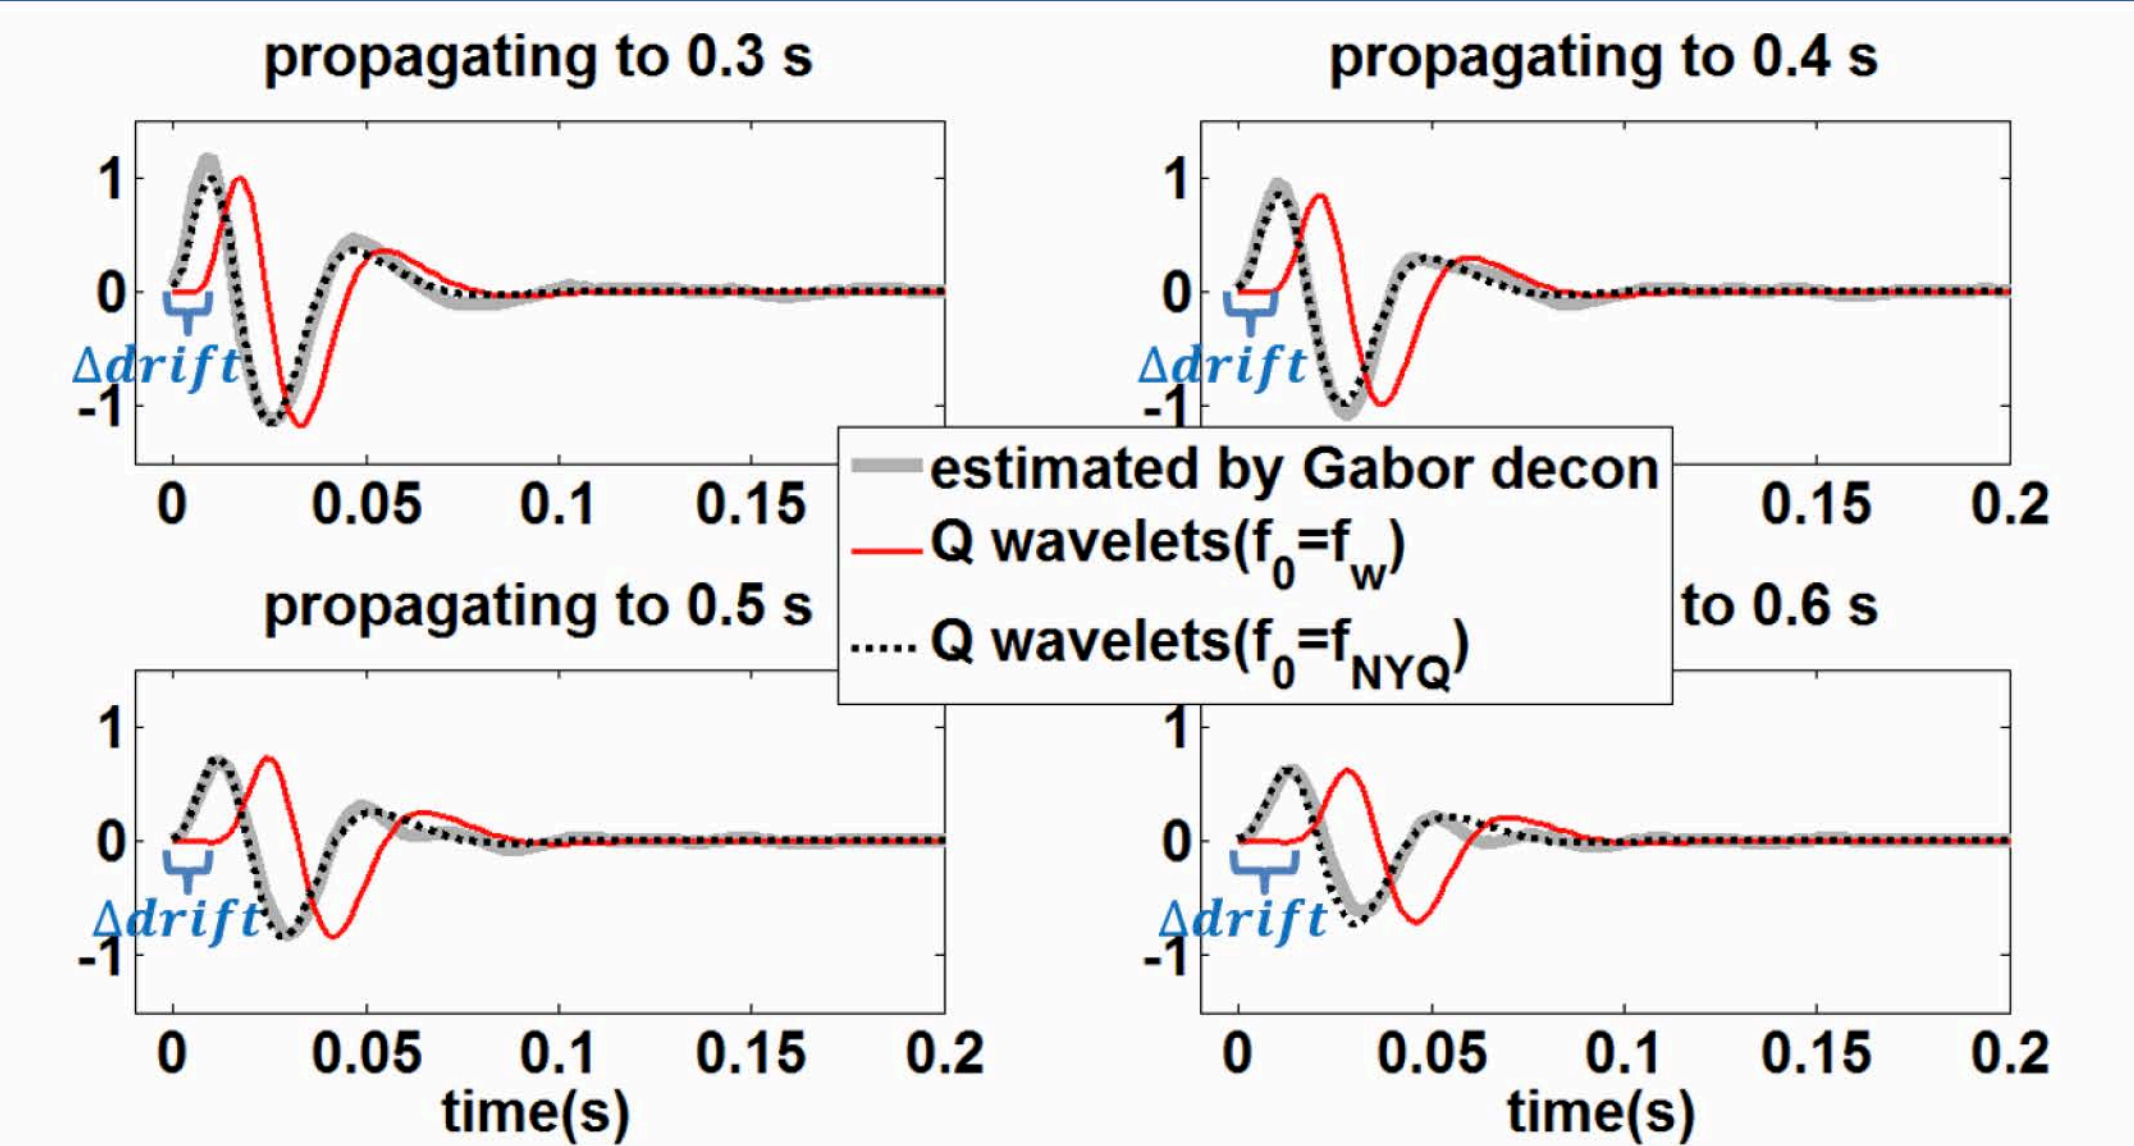 propagating to 0.3 s
propagating to 0.4 s
1
0
-1
Δdrift
0
0.05
0.1
0.15
1
0
-1
Δdrift
0.15
0.2
estimated by Gabor decon
Q wavelets(f0=fw)
Q wavelets(f0=fNYQ)
propagating to 0.5 s
to 0.6 s
1
0
-1
Δdrift
0
0.05
0.1
0.15
0.2
time(s)
1
0
-1
Δdrift
0
0.05
0.1
0.15
0.2
time(s)